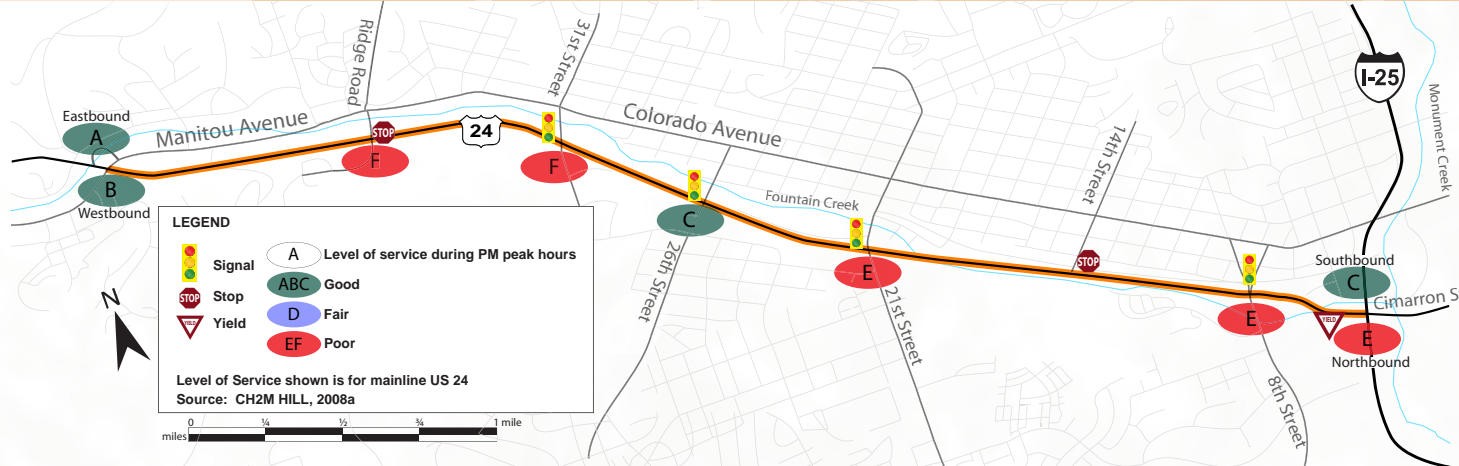 Ridge Road
31st Street
I-25
Eastbound
A
Manitou Avenue
STOP
24
Colorado Avenue
14th Street
Monument Creek
F
F
B
Westbound
C
Fountain Creek
26th Street
E
21st Street
STOP
Southbound
C
Cimarron S
E
8th Street
YIELD
E
Northbound
LEGEND
Signal
STOP
Stop
YIELD
Yield
A
Level of service during PM peak hours
ABC
Good
D
Fair
EF
Poor
N
Level of Service shown is for mainline US 24
Source: CH2M HILL, 2008a
0 ¼ ½ ¾ 1 mile
miles